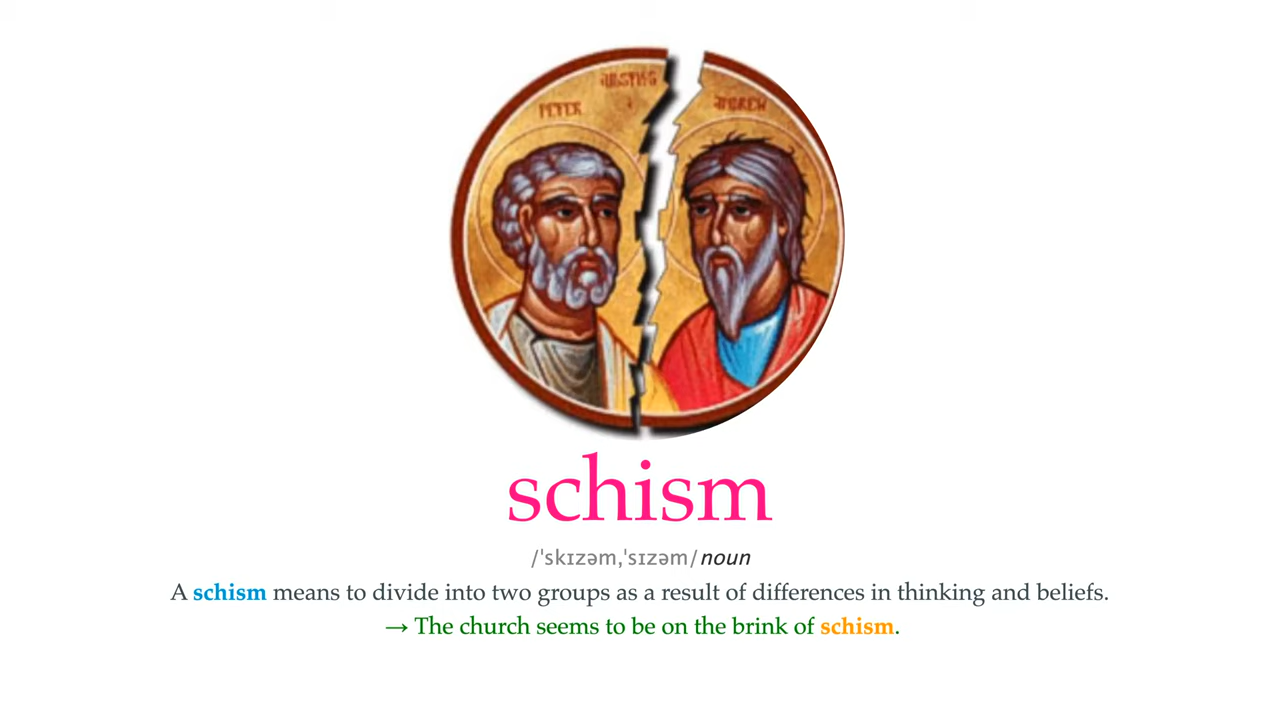 PETER
schism
/ˈskɪzəm,ˈsɪzəm/ noun
A schism means to divide into two groups as a result of differences in thinking and beliefs.
→ The church seems to be on the brink of schism.